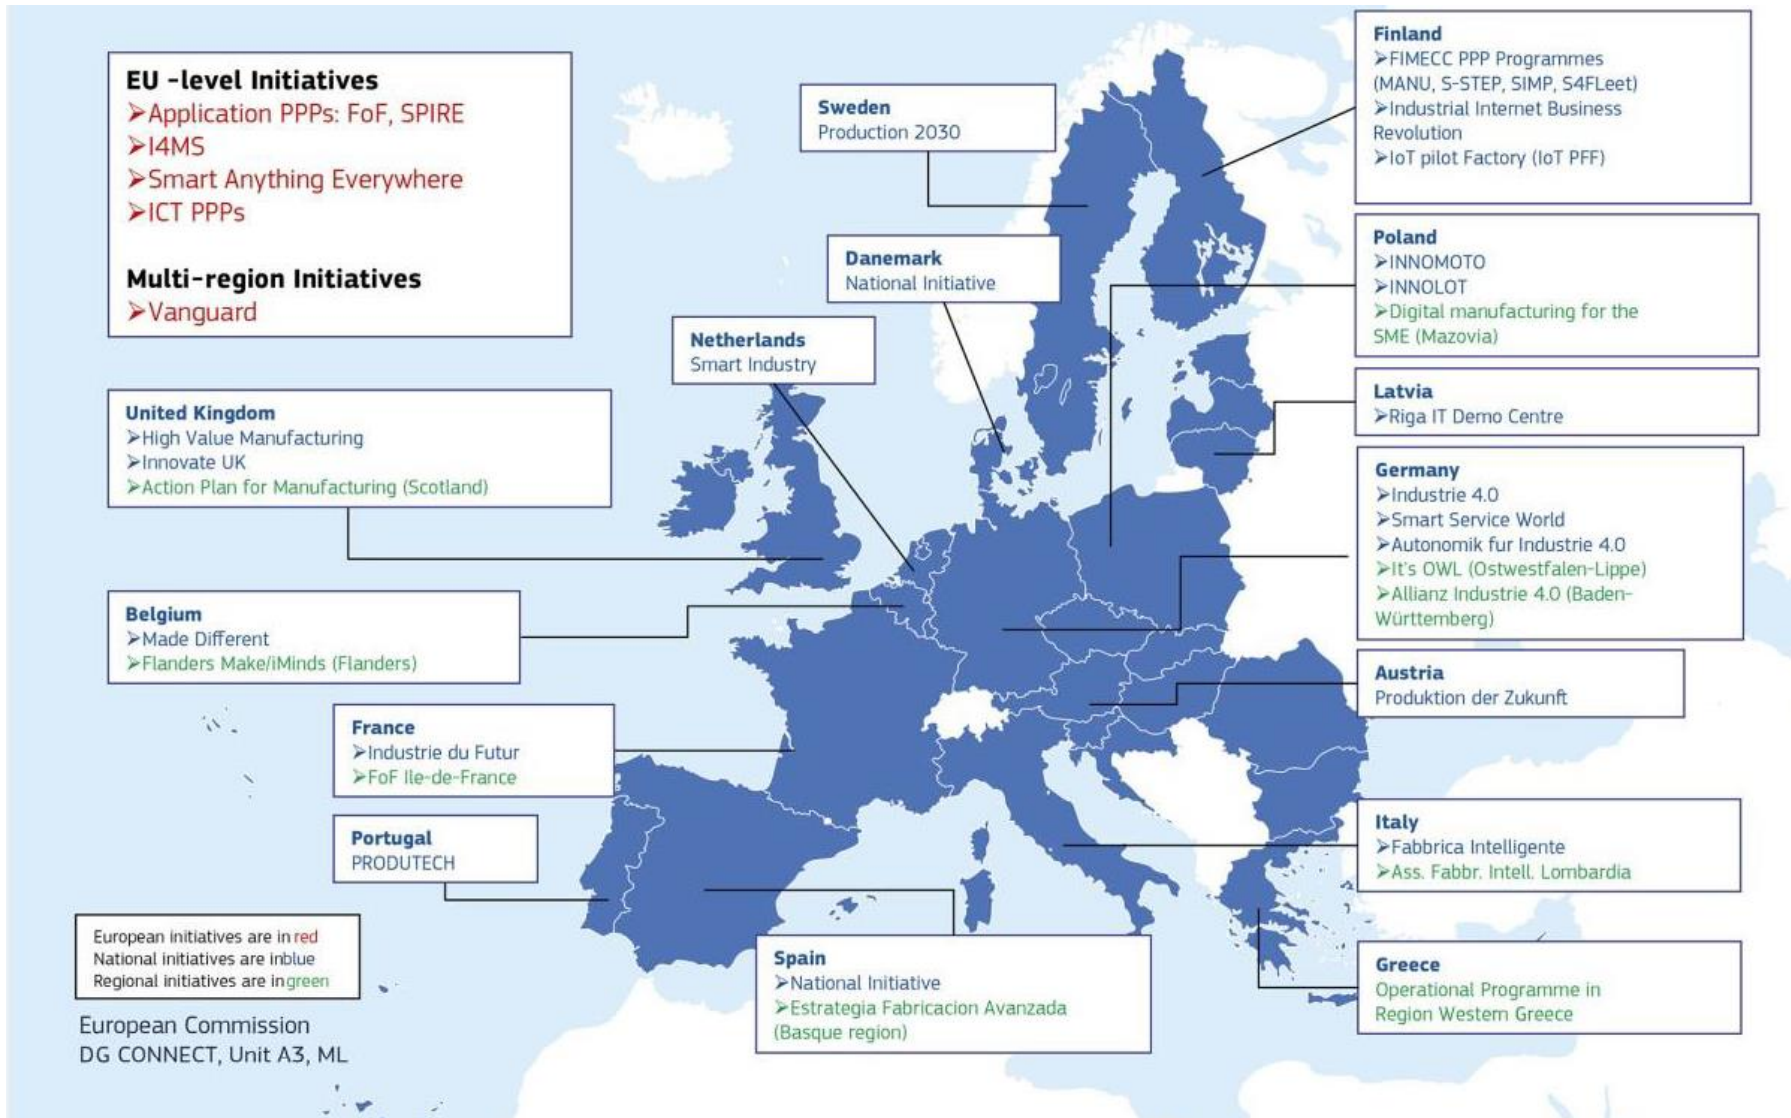 EU -level Initiatives
➢Application PPPs: FoF, SPIRE
➢I4MS
➢Smart Anything Everywhere
➢ICT PPPs
Multi-region Initiatives
➢Vanguard
Sweden
Production 2030
Finland
➢FIMECC PPP Programmes
(MANU, S-STEP, SIMP, S4FLeet)
➢Industrial Internet Business
Revolution
➢IoT pilot Factory (IoT PFF)
Danemark
National Initiative
Poland
➢INNOMOTO
➢INNOLOT
➢Digital manufacturing for the
SME (Mazovia)
Netherlands
Smart Industry
United Kingdom
➢High Value Manufacturing
➢Innovate UK
➢Action Plan for Manufacturing (Scotland)
Latvia
➢Riga IT Demo Centre
Germany
➢Industrie 4.0
➢Smart Service World
➢Autonomik fur Industrie 4.0
➢It's OWL (Ostwestfalen-Lippe)
➢Allianz Industrie 4.0 (Baden-
Württemberg)
Belgium
➢Made Different
➢Flanders Make/iMinds (Flanders)
Austria
Produktion der Zukunft
France
➢Industrie du Futur
➢FoF Ile-de-France
Portugal
PRODUTECH
Italy
➢Fabbrica Intelligente
➢Ass. Fabbr. Intell. Lombardia
Spain
➢National Initiative
➢Estrategia Fabricacion Avanzada
(Basque region)
Greece
Operational Programme in
Region Western Greece
European initiatives are in red
National initiatives are inblue
Regional initiatives are in green
European Commission
DG CONNECT, Unit A3, ML